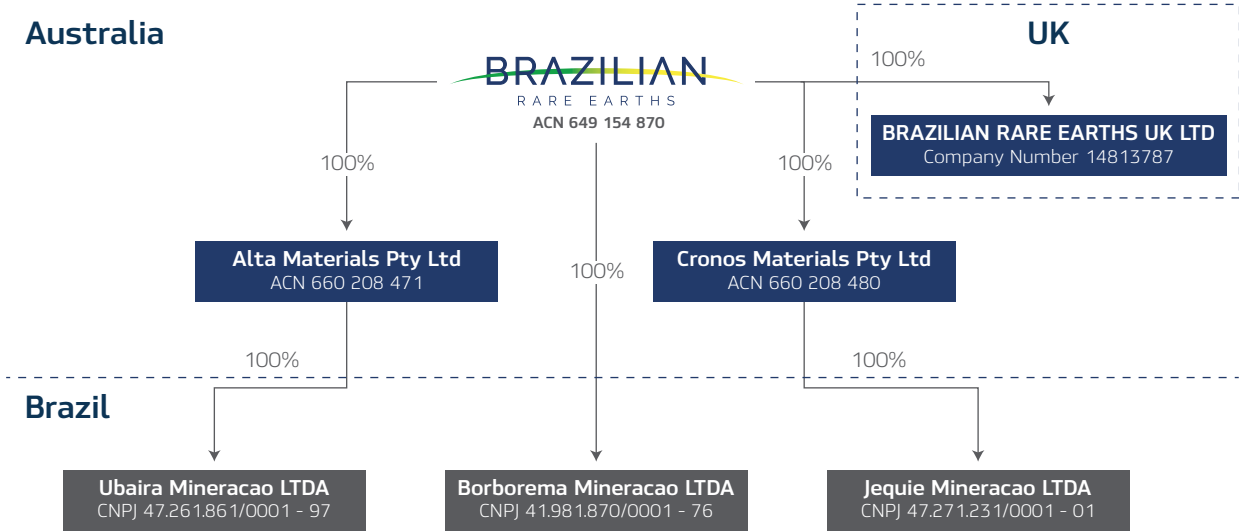 Australia
UK
BRAZILIAN
RARE EARTHS
ACN 649 154 870
100%
BRAZILIAN RARE EARTHS UK LTD
Company Number 14813787
100%
100%
Alta Materials Pty Ltd
ACN 660 208 471
100%
Cronos Materials Pty Ltd
ACN 660 208 480
100%
100%
Brazil
Ubaira Mineracao LTDA
CNPJ 47.261.861/0001 - 97
Borborema Mineracao LTDA
CNPJ 41.981.870/0001 - 76
Jequie Mineracao LTDA
CNPJ 47.271.231/0001 - 01